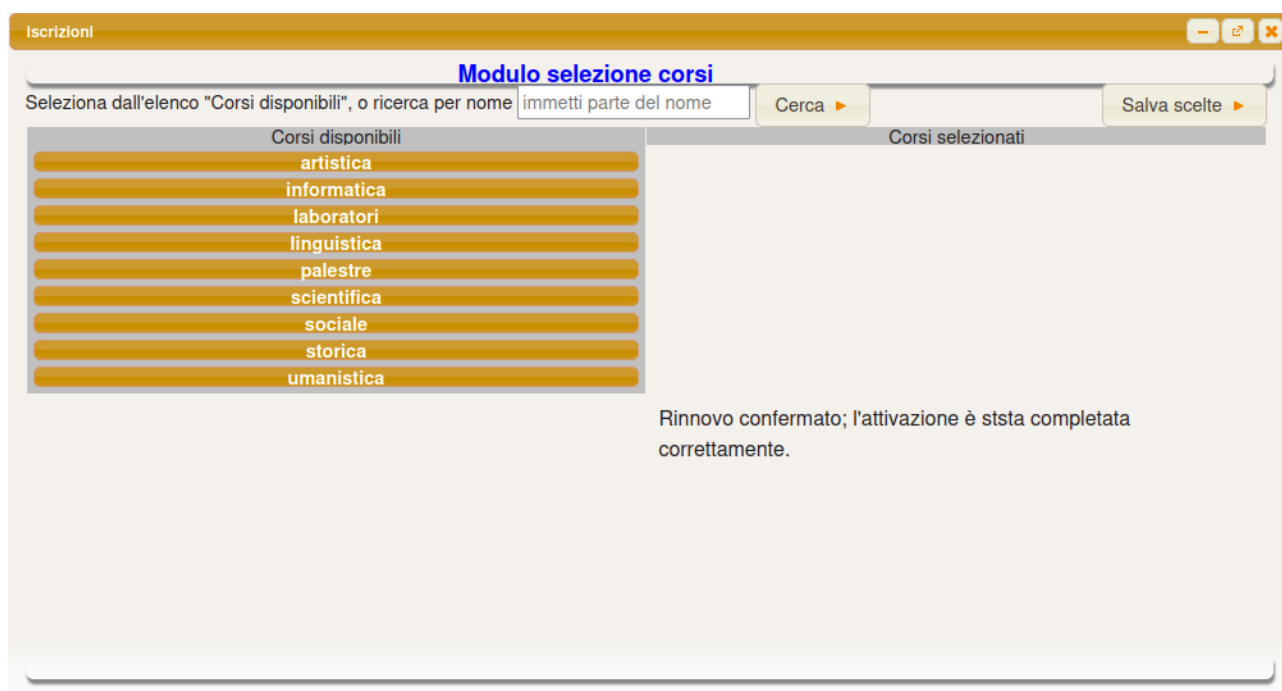 iscrizioni
Modulo selezione corsi
Seleziona dall'elenco "Corsi disponibili", o ricerca per nome immetti parte del nome Cerca Salva scelte
Corsi disponibili Corsi selezionati
artistica
informatica
laboratori
linguistica
palestre
scientifica
sociale
storica
umanistica
Rinnovo confermato; l'attivazione è ststa completata
correttamente.